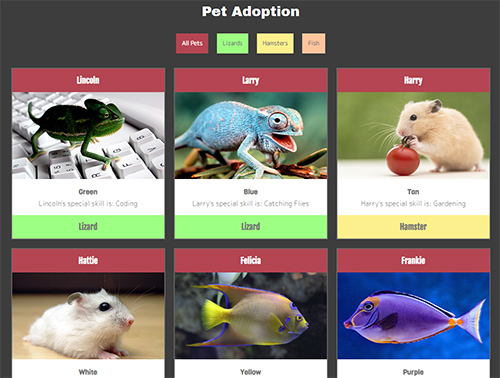 Pet Adoption
All Pets Lizards Hamsters Fish
Lincoln Larry Harry
Green Blue Tan
Lincoln's special skill is: Coding Larry's special skill is: Catching Flies Harry's special skill is: Gardening
Lizard Lizard Hamster
Hattie Felicia Frankie
White Yellow Purple